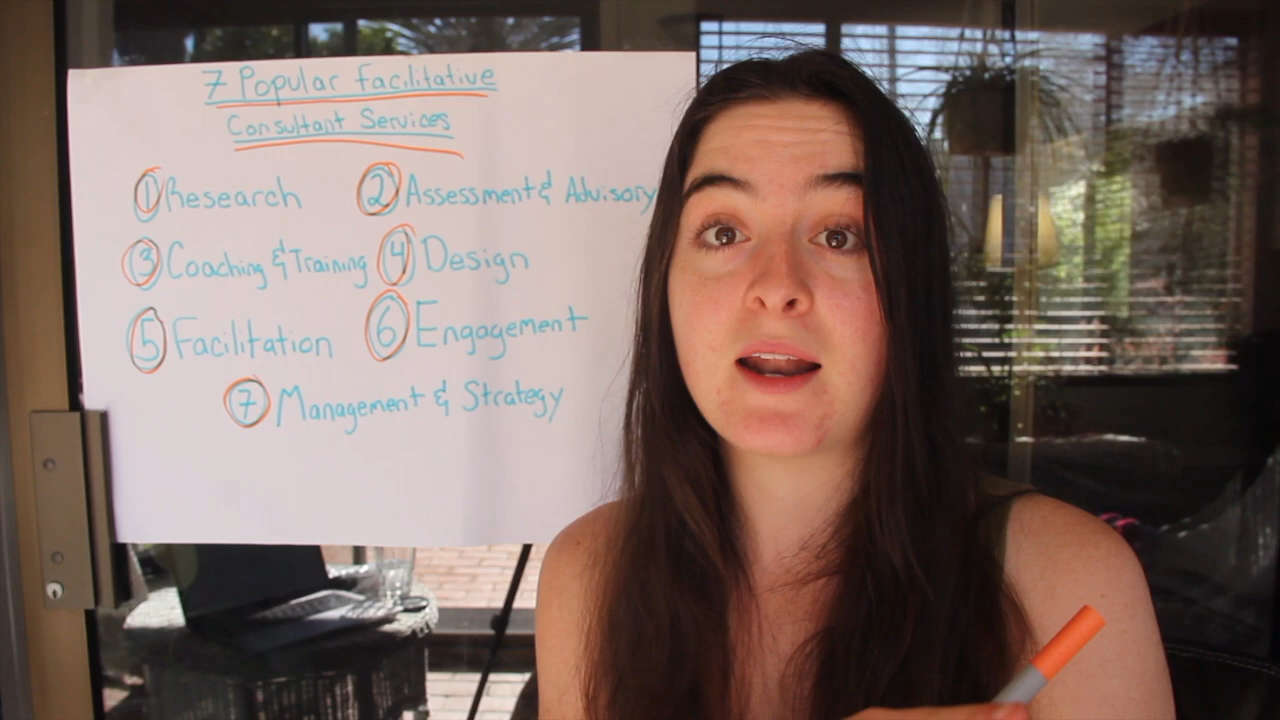 7 Popular Facilitative
Consultant Services
1 Research 2 Assessment & Advisory
3 Coaching & Training 4 Design
5 Facilitation 6 Engagement
7 Management & Strategy